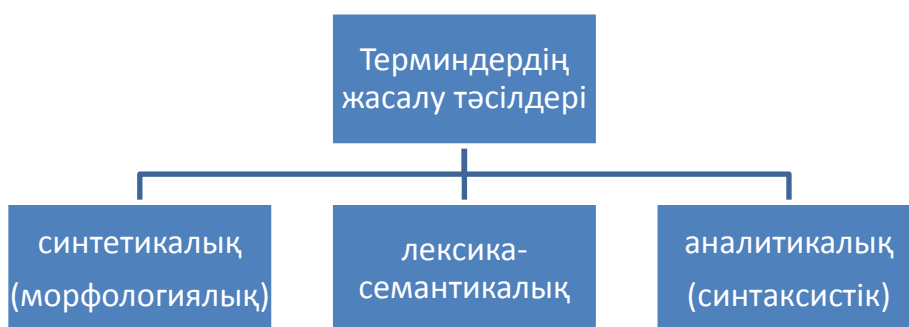 Терминдердің
жасалу тәсілдері
синтетикалық
(морфологиялық)
лексика-
семантикалық
аналитикалық
(синтаксистік)